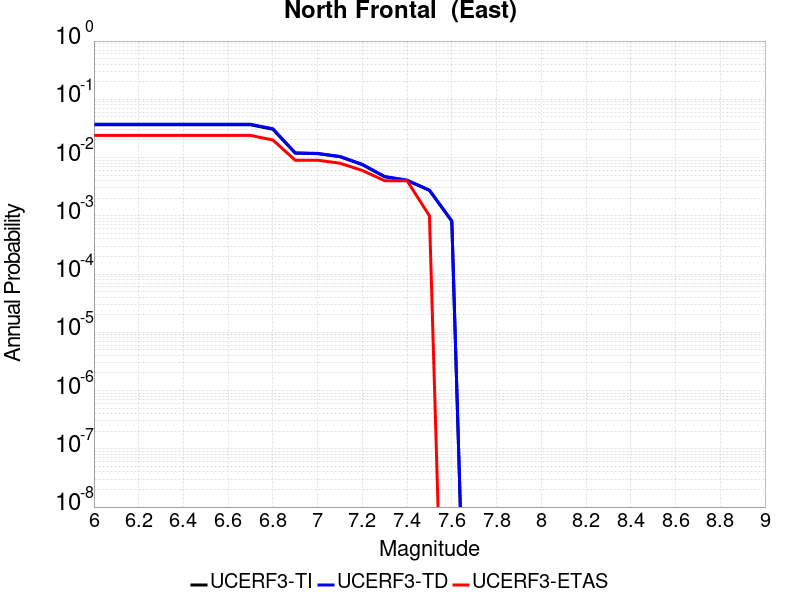 North Frontal  (East)
10^0
10^-1
10^-2
10^-3
10^-4
10^-5
10^-6
10^-7
10^-8
Annual Probability
6 6.2 6.4 6.6 6.8 7 7.2 7.4 7.6 7.8 8 8.2 8.4 8.6 8.8 9
Magnitude
UCERF3-TI UCERF3-TD UCERF3-ETAS